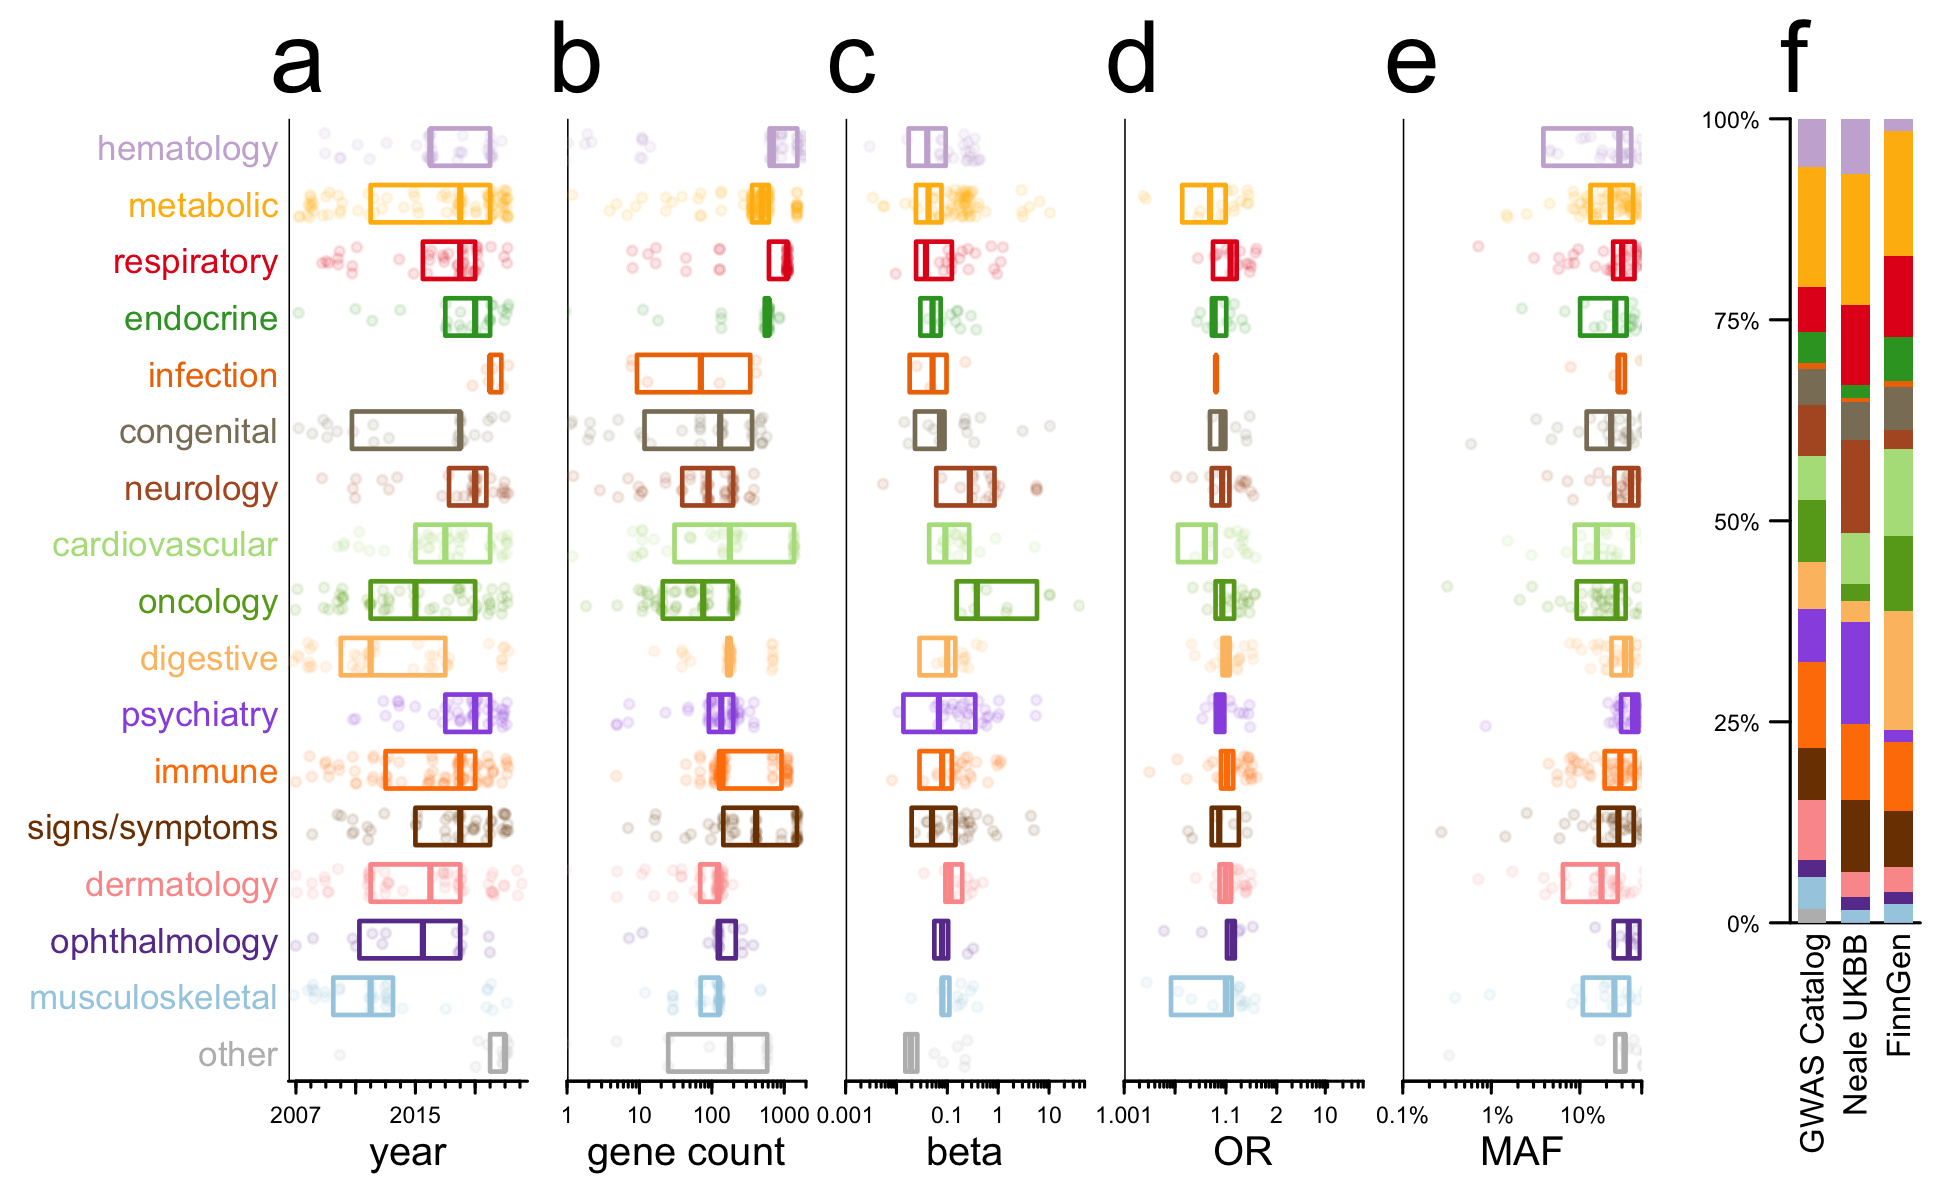 a b c d e f
hematology
metabolic
respiratory
endocrine
infection
congenital
neurology
cardiovascular
oncology
digestive
psychiatry
immune
signs/symptoms
dermatology
ophthalmology
musculoskeletal
other
2007 2015
year
1 10 100 1000
gene count
0.001 0.1 1 10
beta
1.001 1.1 2 10
OR
0.1% 1% 10%
MAF
100%
75%
50%
25%
0%
GWAS Catalog
Neale UKBB
FinnGen